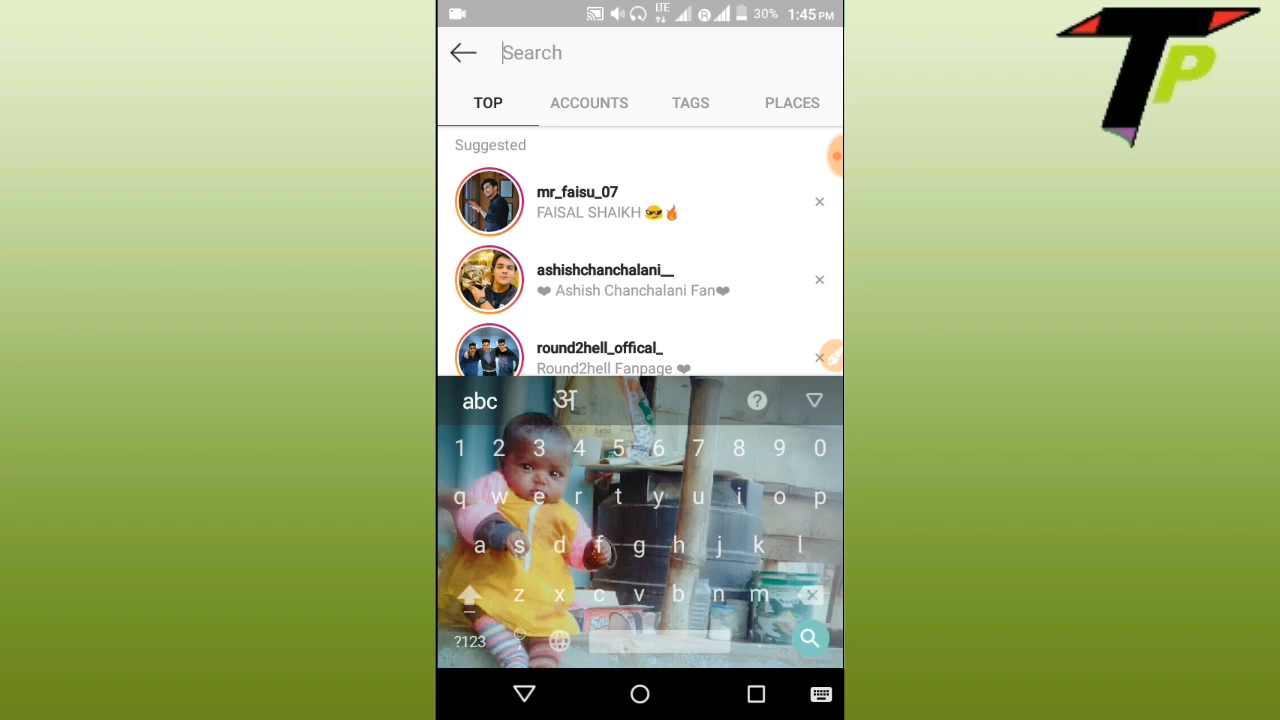 LTE R 30% 1:45 PM
TP
Search
TOP ACCOUNTS TAGS PLACES
Suggested
mr_faisu_07
FAISAL SHAIKH 😎🔥
ashishchanchalani__
❤ Ashish Chanchalani Fan❤
round2hell_offical_
Round2hell Fanpage ❤
abc अ ?
1 2 3 4 5 6 7 8 9 0
q w e r t y u i o p
a s d f g h j k l
z x c v b n m
?123 , .